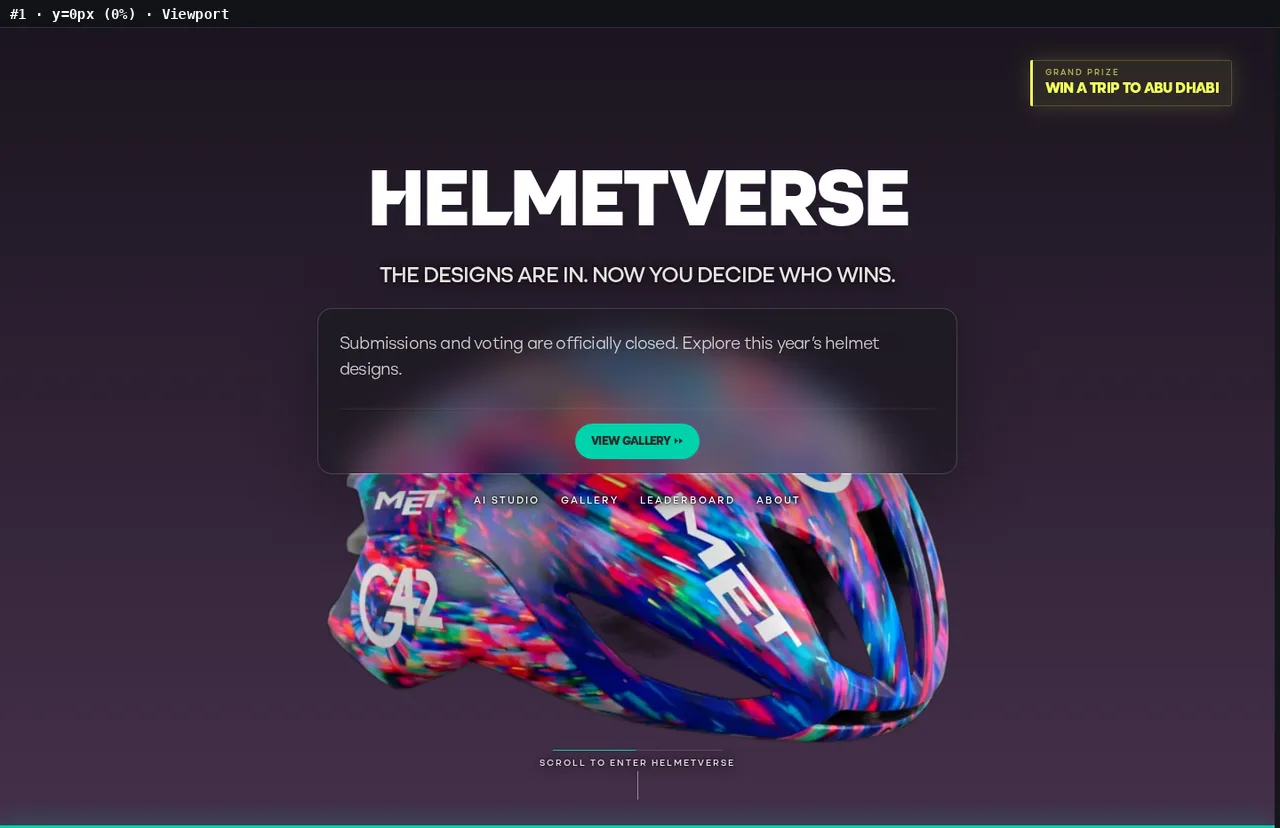 #1 · y=0px (0%) · Viewport
GRAND PRIZE
WIN A TRIP TO ABU DHABI
HELMETVERSE
THE DESIGNS ARE IN. NOW YOU DECIDE WHO WINS.
Submissions and voting are officially closed. Explore this year’s helmet
designs.
VIEW GALLERY
MET
AI STUDIO GALLERY LEADERBOARD ABOUT
MET
G42
SCROLL TO ENTER HELMETVERSE